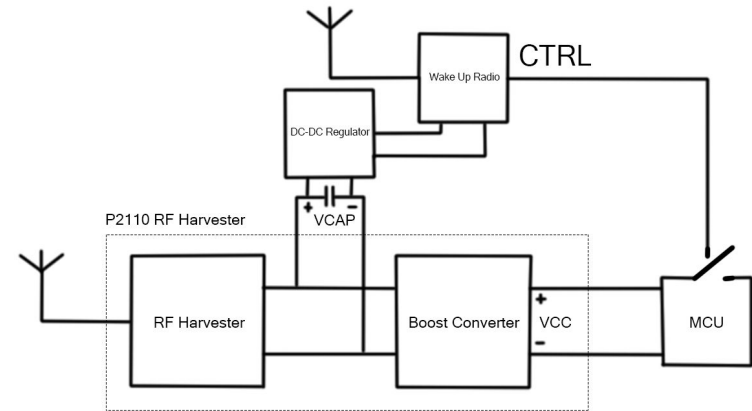 CTRL
Wake Up Radio
DC-DC Regulator
+ -
VCAP
P2110 RF Harvester
RF Harvester
Boost Converter
+
VCC
-
MCU